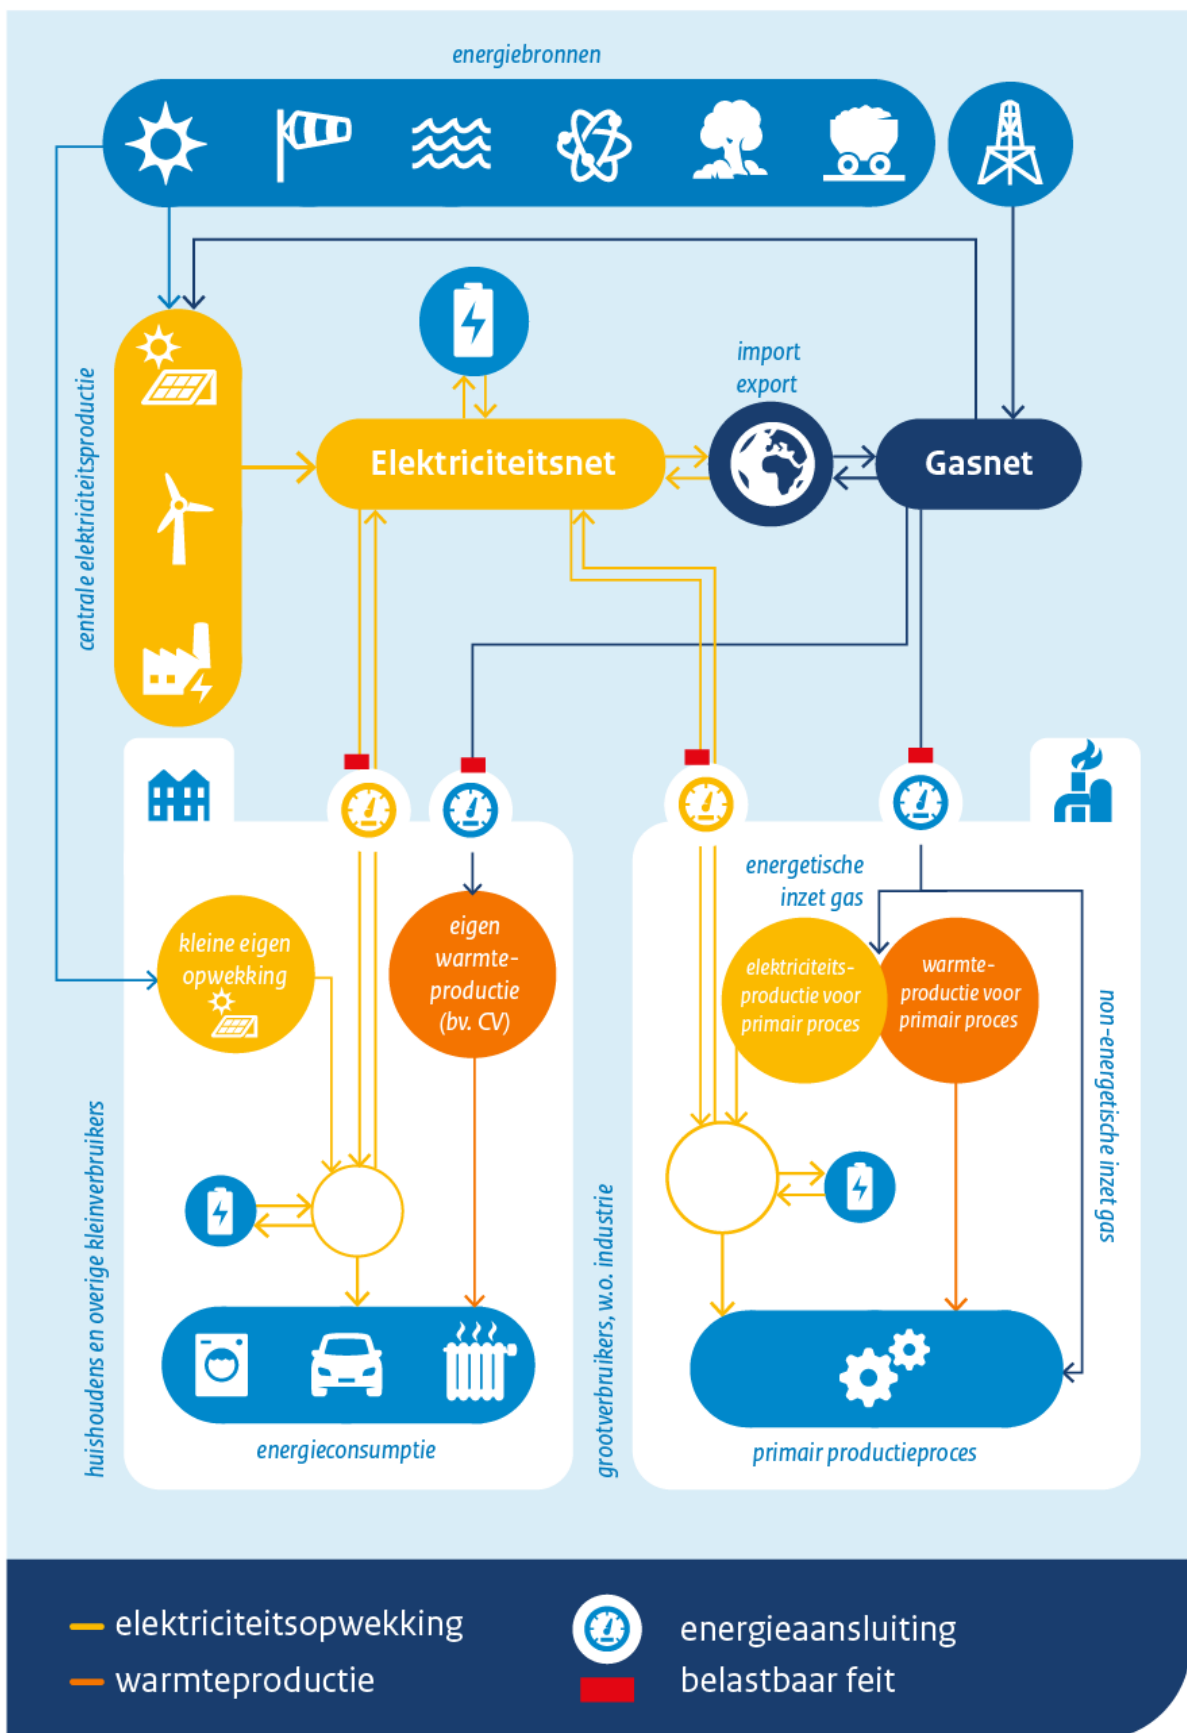 energiebronnen
import
export
centrale elektriciteitsproductie
Elektriciteitsnet
Gasnet
huishoudens en overige kleinverbruikers
kleine eigen
opwekking
eigen
warmte-
productie
(bv. CV)
energieconsumptie
grootverbruikers, w.o. industrie
energetische
inzet gas
elektriciteits-
productie voor
primair proces
warmte-
productie voor
primair proces
non-energetische inzet gas
primair productieproces
elektriciteitsopwekking
warmteproductie
energieaansluiting
belastbaar feit